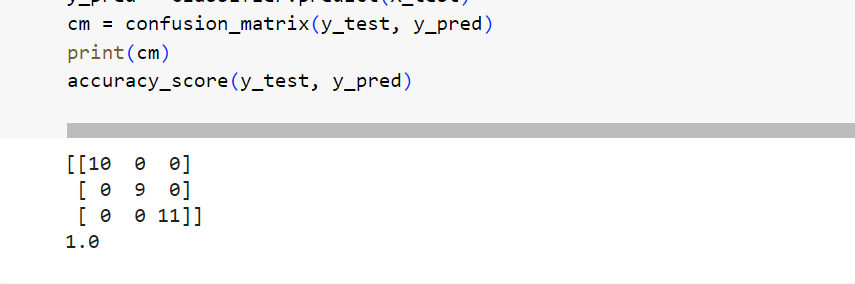 cm = confusion_matrix(y_test, y_pred)
print(cm)
accuracy_score(y_test, y_pred)
[[10  0  0]
 [ 0  9  0]
 [ 0  0 11]]
1.0